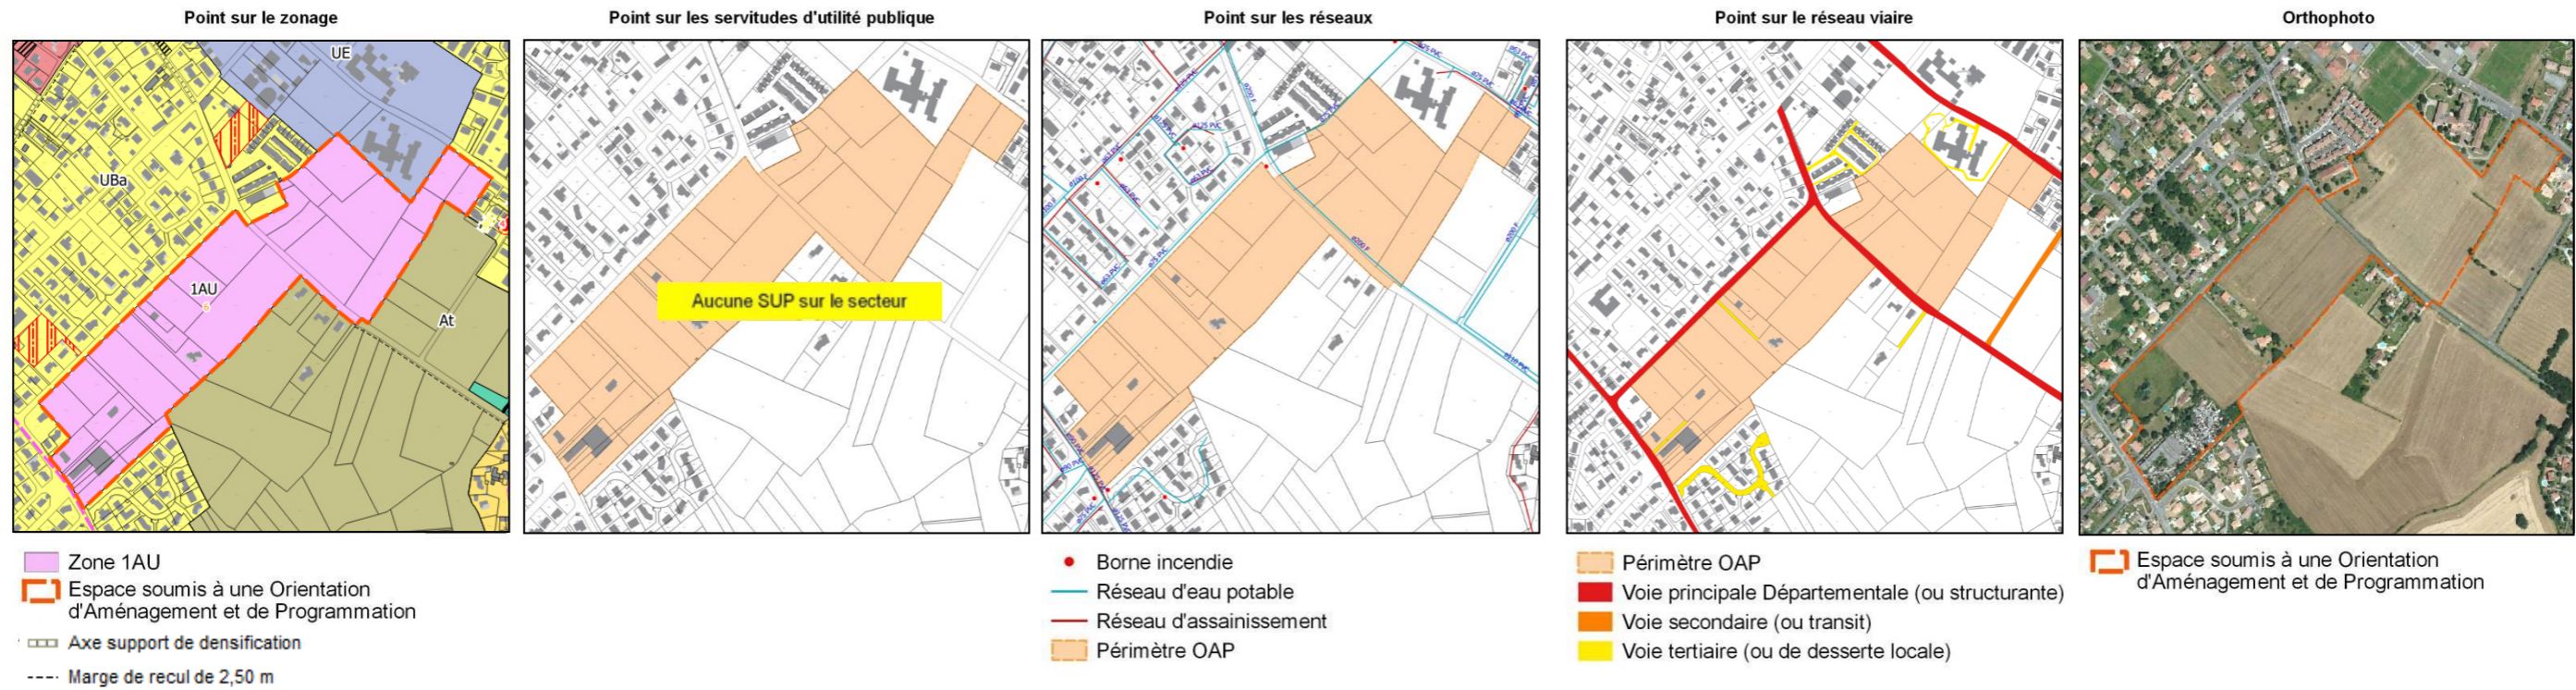 Point sur le zonage
Point sur les servitudes d'utilité publique
Point sur les réseaux
Point sur le réseau viaire
Orthophoto
UE
UBa
1AU
6
At
Aucune SUP sur le secteur
Zone 1AU
Espace soumis à une Orientation
d'Aménagement et de Programmation
Axe support de densification
Marge de recul de 2,50 m
Borne incendie
Réseau d'eau potable
Réseau d'assainissement
Périmètre OAP
Périmètre OAP
Voie principale Départementale (ou structurante)
Voie secondaire (ou transit)
Voie tertiaire (ou de desserte locale)
Espace soumis à une Orientation
d'Aménagement et de Programmation